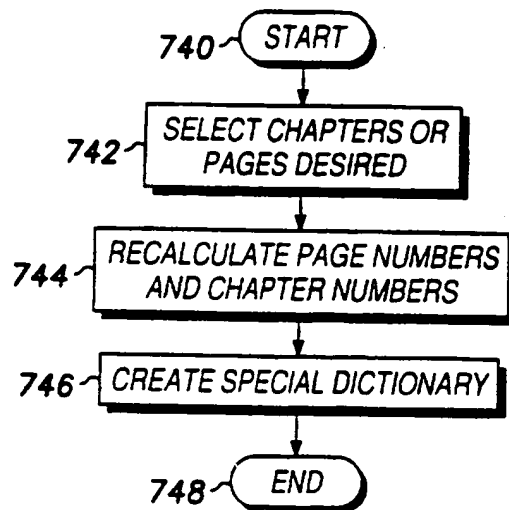 740 START
742 SELECT CHAPTERS OR
PAGES DESIRED
744 RECALCULATE PAGE NUMBERS
AND CHAPTER NUMBERS
746 CREATE SPECIAL DICTIONARY
748 END